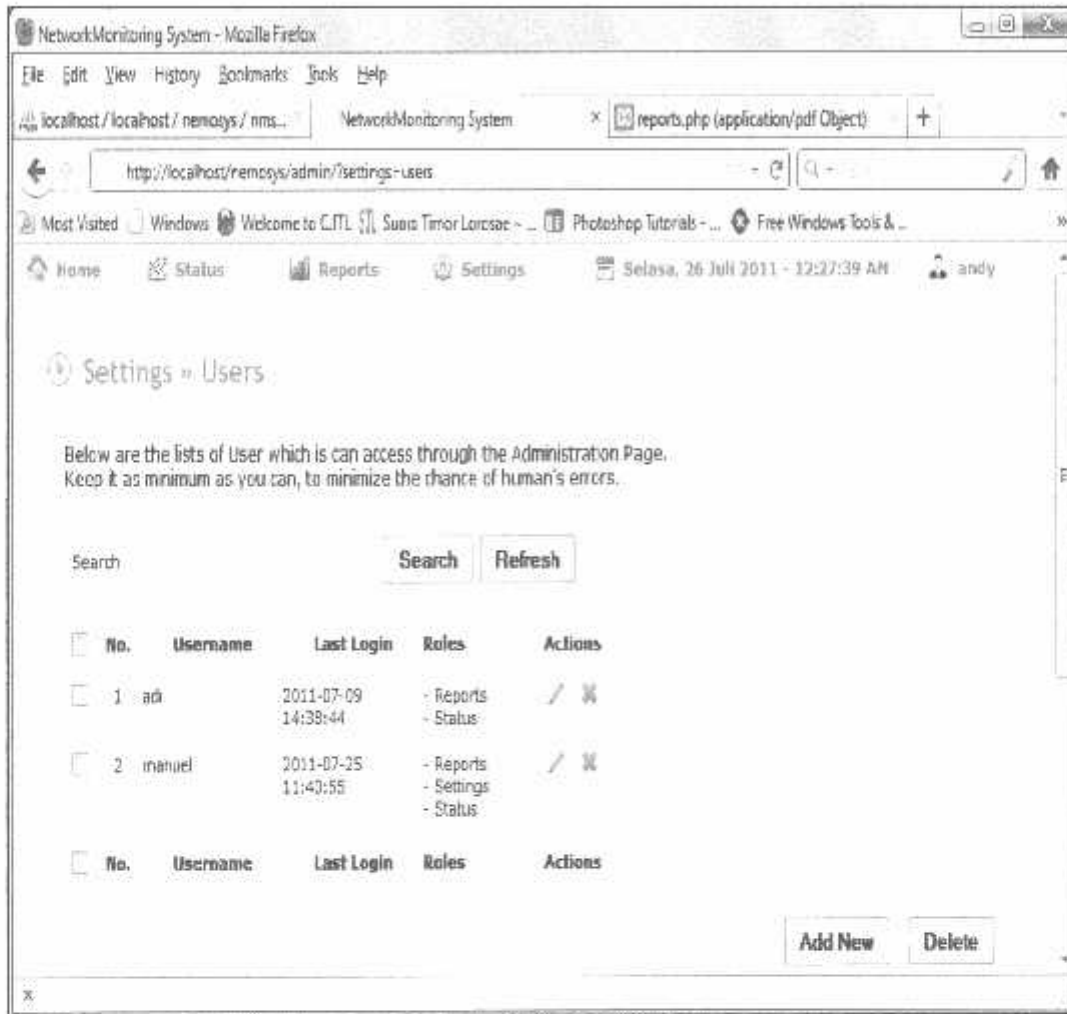 NetworkMonitoring System - Mozilla Firefox
File Edit View History Bookmarks Tools Help
localhost / localhost / nemosys / nms... NetworkMonitoring System × reports.php (application/pdf Object) +
http://localhost/nemosys/admin/?settings-users
Most Visited Windows Welcome to CJITL Suara Timor Lorosae - ... Photoshop Tutorials - ... Free Windows Tools & ... »
Home Status Reports Settings Selasa, 26 Juli 2011 - 12:27:39 AM andy
Settings » Users
Below are the lists of User which is can access through the Administration Page.
Keep it as minimum as you can, to minimize the chance of human's errors.
Search Search Refresh
No. Username Last Login Roles Actions
1 adi 2011-07-09 - Reports
14:38:44 - Status
2 manuel 2011-07-25 - Reports
11:40:55 - Settings
- Status
No. Username Last Login Roles Actions
Add New Delete
x